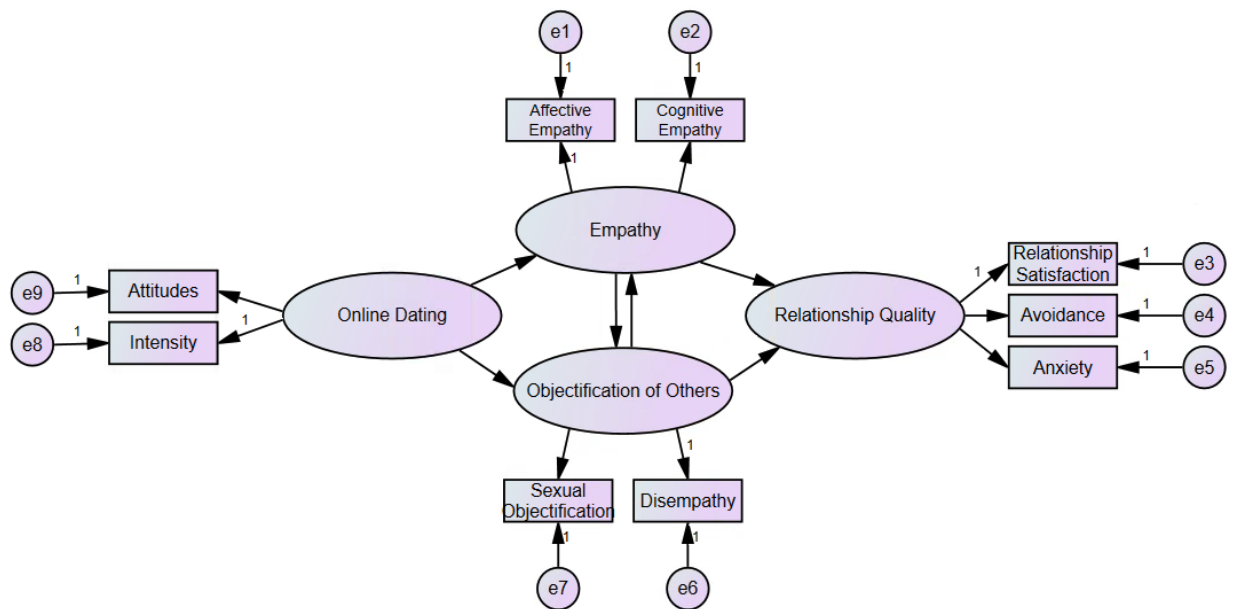 e1
e2
1
1
Affective
Empathy
Cognitive
Empathy
1
Empathy
Relationship
Satisfaction
1
e3
1
e9
1
Attitudes
Online Dating
Relationship Quality
Avoidance
1
e4
e8
1
Intensity
1
Anxiety
1
e5
Objectification of Others
1
Sexual
Objectification
Disempathy
1
1
e7
e6